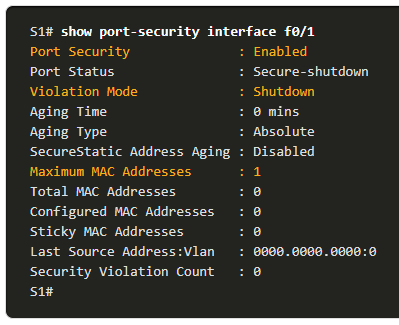 S1# show port-security interface f0/1
Port Security              : Enabled
Port Status                : Secure-shutdown
Violation Mode             : Shutdown
Aging Time                 : 0 mins
Aging Type                 : Absolute
SecureStatic Address Aging : Disabled
Maximum MAC Addresses      : 1
Total MAC Addresses        : 0
Configured MAC Addresses   : 0
Sticky MAC Addresses       : 0
Last Source Address:Vlan   : 0000.0000.0000:0
Security Violation Count   : 0
S1#